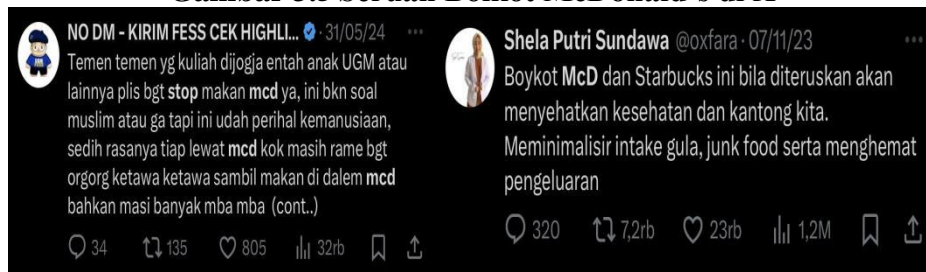 NO DM – KIRIM FESS CEK HIGHLI... · 31/05/24
Temen temen yg kuliah dijogja entah anak UGM atau
lainnya plis bgt stop makan mcd ya, ini bkn soal
muslim atau ga tapi ini udah perihal kemanusiaan,
sedih rasanya tiap lewat mcd kok masih rame bgt
orgorg ketawa ketawa sambil makan di dalem mcd
bahkan masi banyak mba mba (cont..)
34 135 805 32rb
Shela Putri Sundawa @oxfara · 07/11/23
Boykot McD dan Starbucks ini bila diteruskan akan
menyehatkan kesehatan dan kantong kita.
Meminimalisir intake gula, junk food serta menghemat
pengeluaran
320 7,2rb 23rb 1,2M